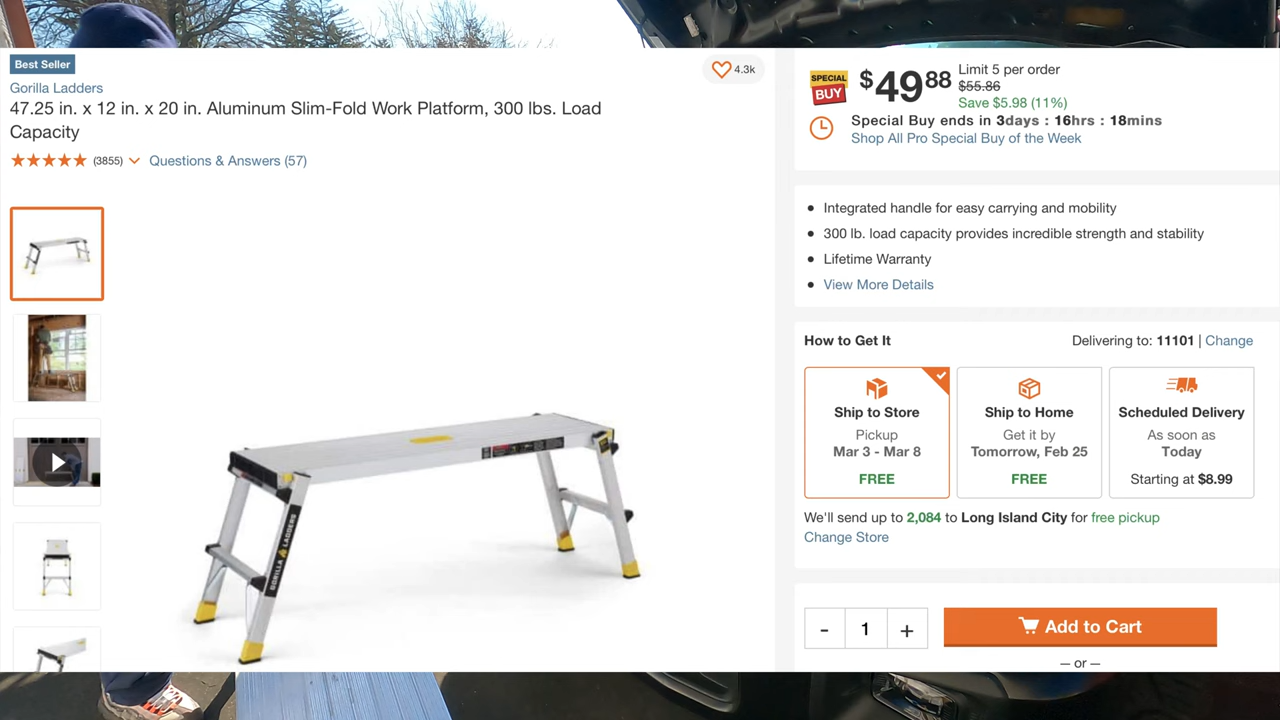 Best Seller
Gorilla Ladders
47.25 in. x 12 in. x 20 in. Aluminum Slim-Fold Work Platform, 300 lbs. Load
Capacity
(3855)
Questions & Answers (57)
4.3k
GORILLA LADDERS
SPECIAL
BUY
$49 88
Limit 5 per order
$55.86
Save $5.98 (11%)
Special Buy ends in 3days : 16hrs : 18mins
Shop All Pro Special Buy of the Week
• Integrated handle for easy carrying and mobility
• 300 lb. load capacity provides incredible strength and stability
• Lifetime Warranty
• View More Details
How to Get It
Delivering to: 11101 | Change
Ship to Store
Pickup
Mar 3 - Mar 8
FREE
Ship to Home
Get it by
Tomorrow, Feb 25
FREE
Scheduled Delivery
As soon as
Today
Starting at $8.99
We'll send up to 2,084 to Long Island City for free pickup
Change Store
- 1 +
Add to Cart
— or —